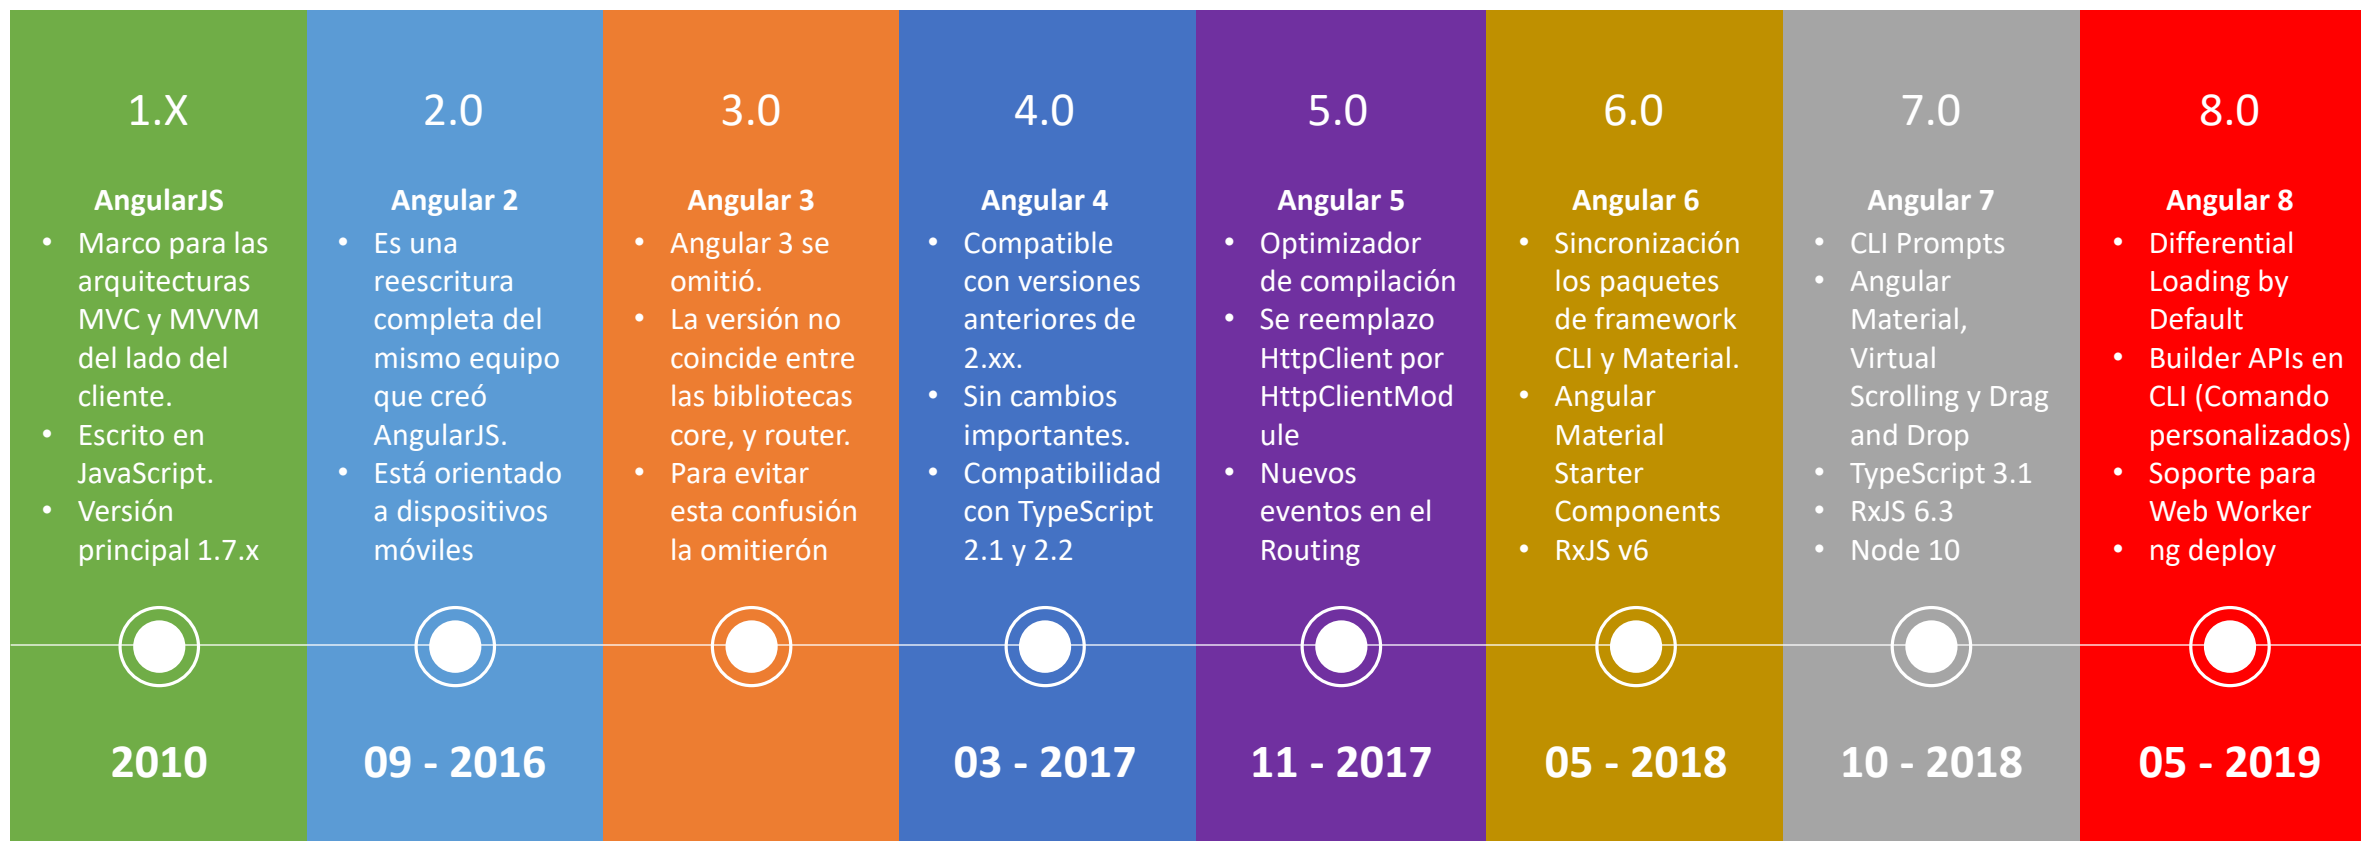 1.X
AngularJS
• Marco para las
arquitecturas
MVC y MVVM
del lado del
cliente.
• Escrito en
JavaScript.
• Versión
principal 1.7.x
2010
2.0
Angular 2
• Es una
reescritura
completa del
mismo equipo
que creó
AngularJS.
• Está orientado
a dispositivos
móviles
09 - 2016
3.0
Angular 3
• Angular 3 se
omitió.
• La versión no
coincide entre
las bibliotecas
core, y router.
• Para evitar
esta confusión
la omitierón
4.0
Angular 4
• Compatible
con versiones
anteriores de
2.xx.
• Sin cambios
importantes.
• Compatibilidad
con TypeScript
2.1 y 2.2
03 - 2017
5.0
Angular 5
• Optimizador
de compilación
• Se reemplazo
HttpClient por
HttpClientMod
ule
• Nuevos
eventos en el
Routing
11 - 2017
6.0
Angular 6
• Sincronización
los paquetes
de framework
CLI y Material.
• Angular
Material
Starter
Components
• RxJS v6
05 - 2018
7.0
Angular 7
• CLI Prompts
• Angular
Material,
Virtual
Scrolling y Drag
and Drop
• TypeScript 3.1
• RxJS 6.3
• Node 10
10 - 2018
8.0
Angular 8
• Differential
Loading by
Default
• Builder APIs en
CLI (Comando
personalizados)
• Soporte para
Web Worker
• ng deploy
05 - 2019